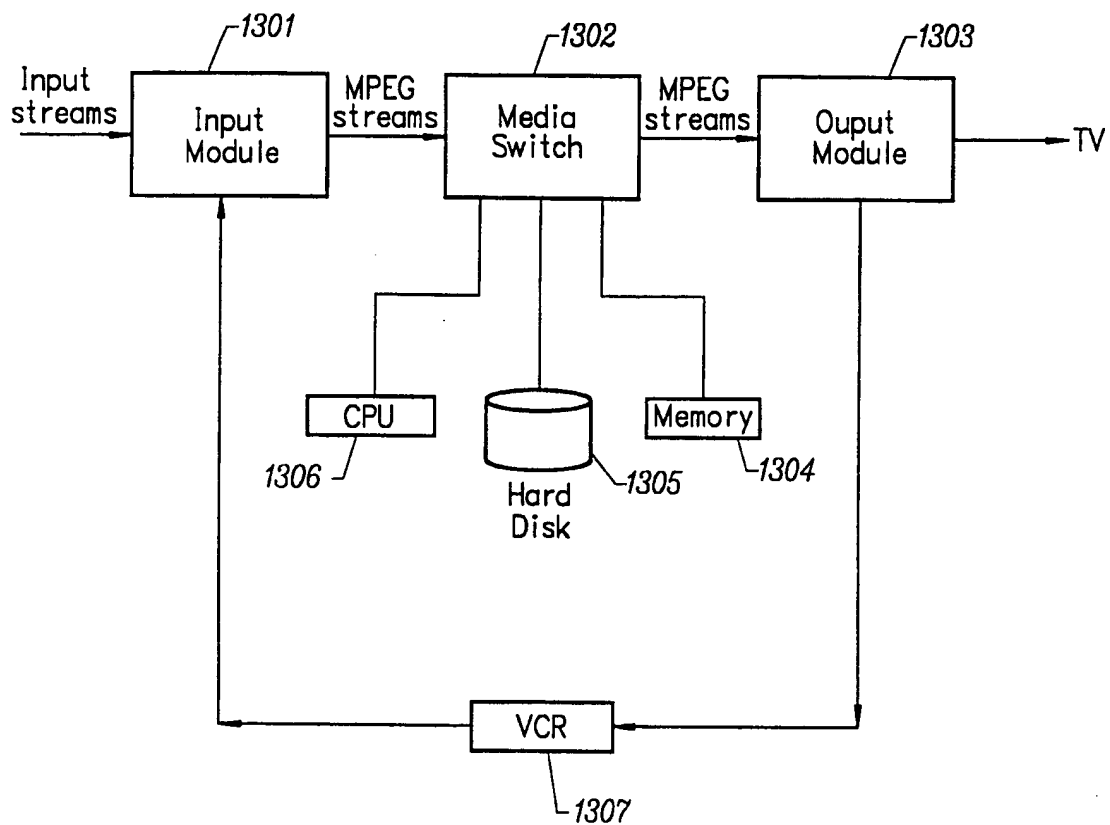 1301
1302
1303
Input
streams
Input
Module
MPEG
streams
Media
Switch
MPEG
streams
Ouput
Module
TV
CPU
1306
Hard
Disk
1305
Memory
1304
VCR
1307